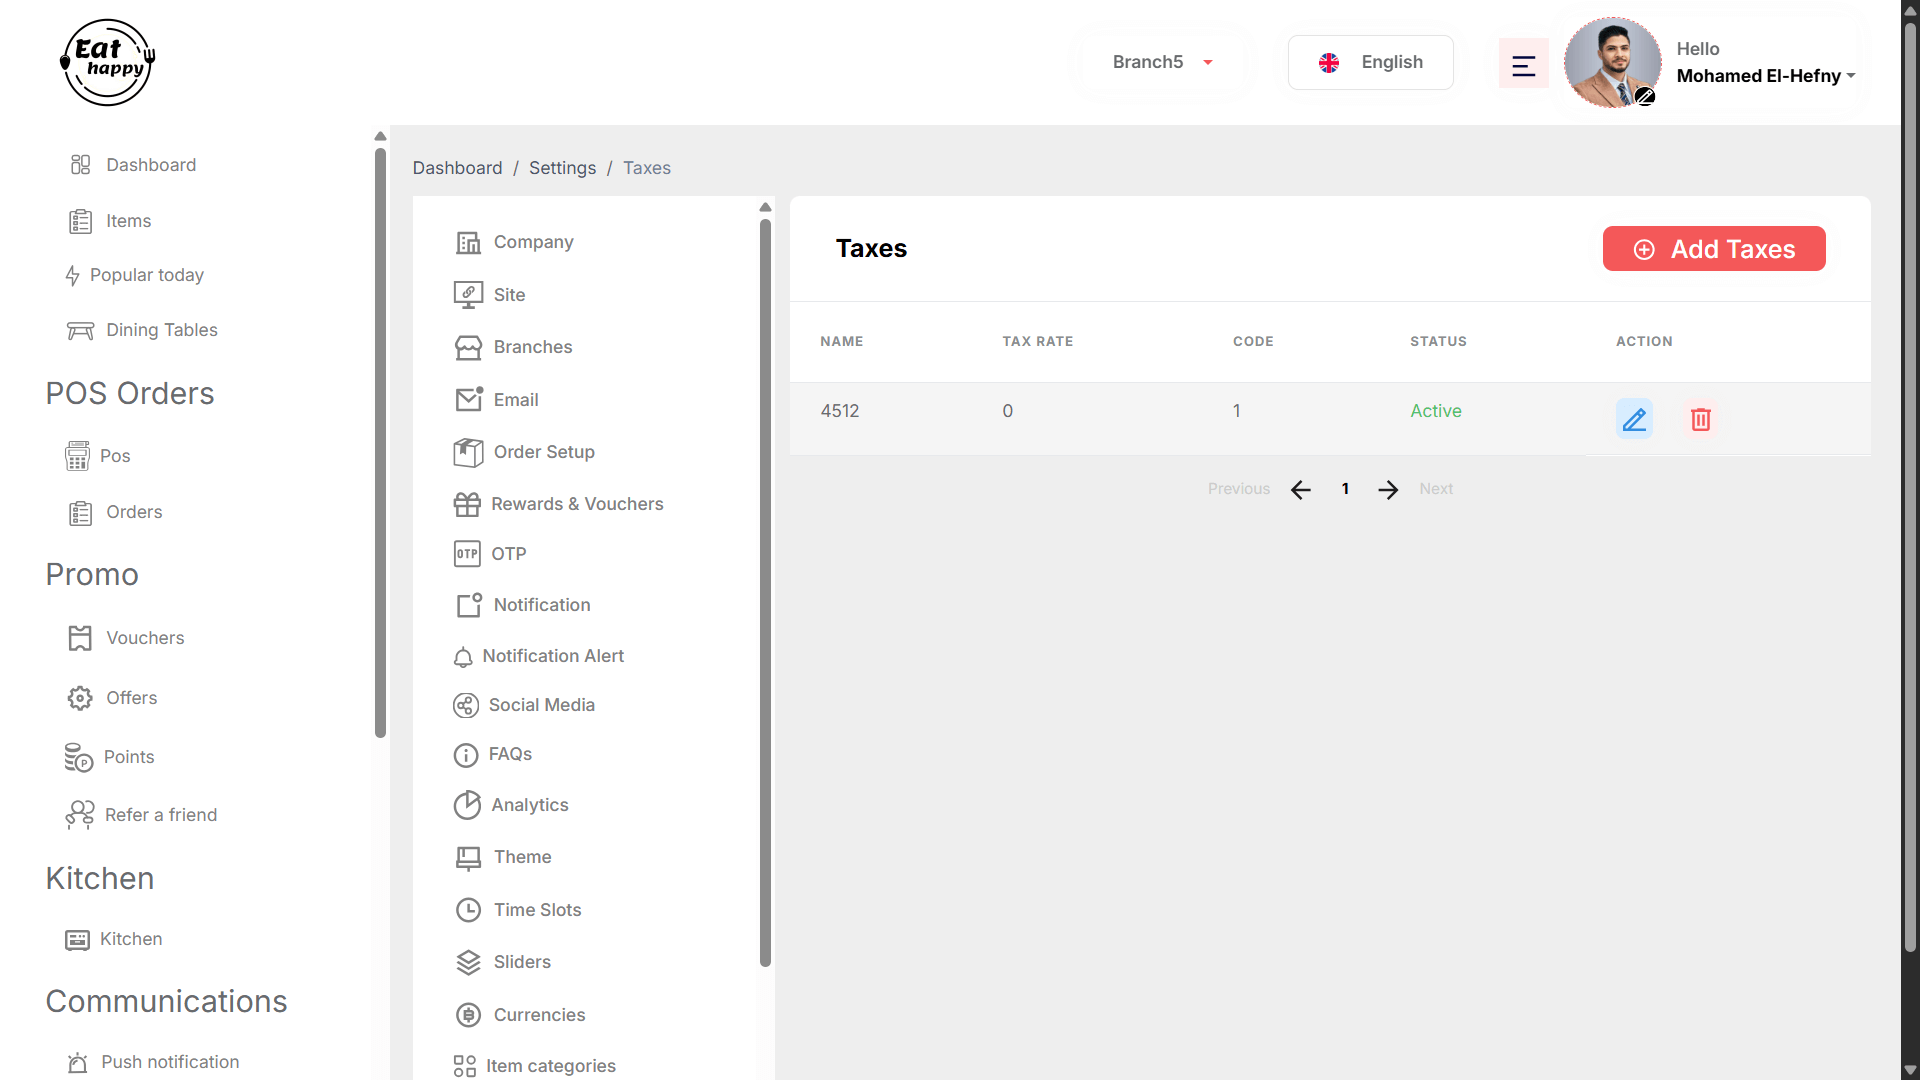 Eat
happy
Branch5
English
Hello
Mohamed El-Hefny
Dashboard
Items
Popular today
Dining Tables
POS Orders
Pos
Orders
Promo
Vouchers
Offers
Points
Refer a friend
Kitchen
Kitchen
Communications
Push notification
Dashboard / Settings / Taxes
Company
Site
Branches
Email
Order Setup
Rewards & Vouchers
OTP
OTP
Notification
Notification Alert
Social Media
FAQs
Analytics
Theme
Time Slots
Sliders
Currencies
Item categories
Taxes
Add Taxes
NAME TAX RATE CODE STATUS ACTION
4512 0 1 Active
Previous 1 Next